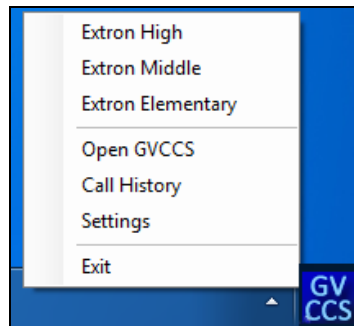 Extron High
Extron Middle
Extron Elementary
Open GVCCS
Call History
Settings
Exit
GV
CCS